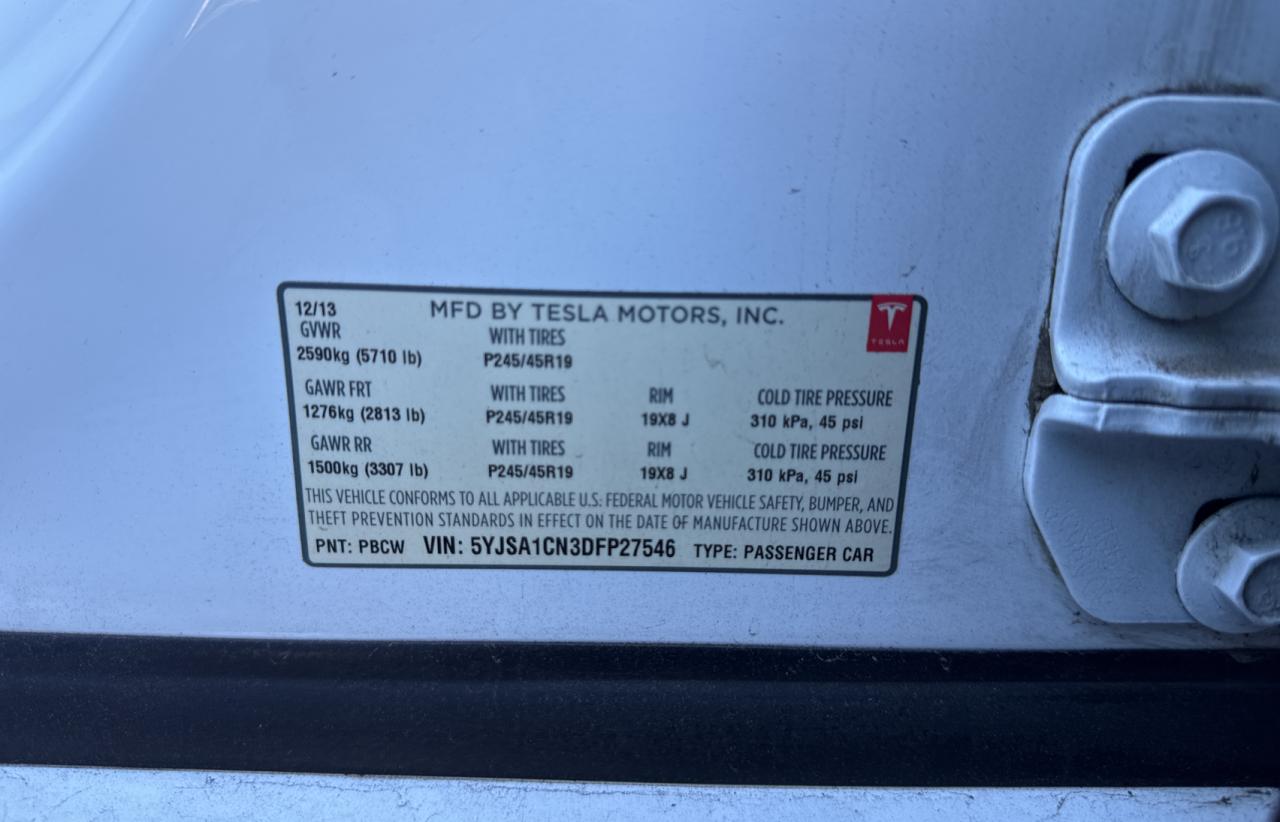 12/13 MFD BY TESLA MOTORS, INC.
TESLA
GVWR WITH TIRES
2590kg (5710 lb) P245/45R19
GAWR FRT WITH TIRES RIM COLD TIRE PRESSURE
1276kg (2813 lb) P245/45R19 19X8 J 310 kPa, 45 psi
GAWR RR WITH TIRES RIM COLD TIRE PRESSURE
1500kg (3307 lb) P245/45R19 19X8 J 310 kPa, 45 psi
THIS VEHICLE CONFORMS TO ALL APPLICABLE U.S: FEDERAL MOTOR VEHICLE SAFETY, BUMPER, AND
THEFT PREVENTION STANDARDS IN EFFECT ON THE DATE OF MANUFACTURE SHOWN ABOVE.
PNT: PBCW VIN: 5YJSA1CN3DFP27546 TYPE: PASSENGER CAR